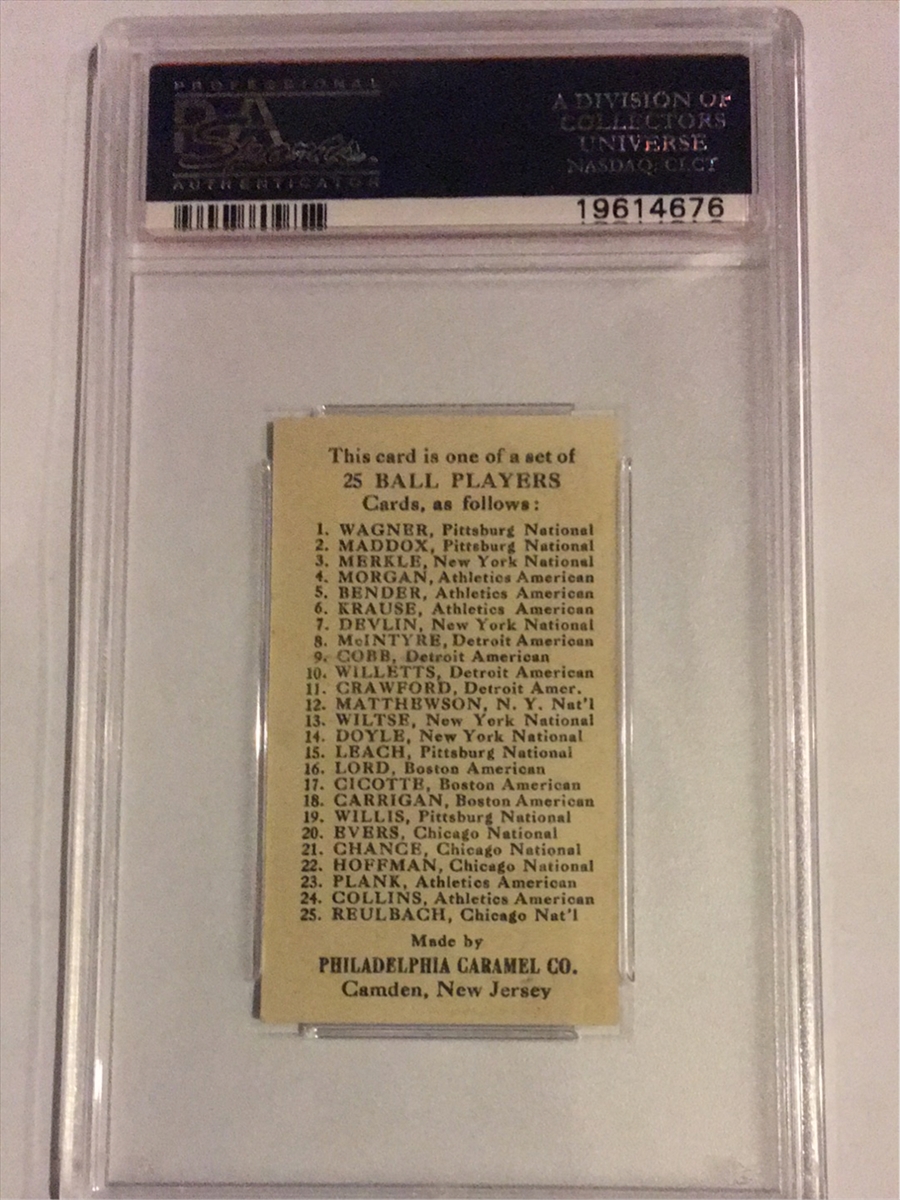 PROFESSIONAL
PSA
Sports
AUTHENTICATOR
A DIVISION OF
COLLECTORS
UNIVERSE
NASDAQ: CLCT
19614676
This card is one of a set of
25 BALL PLAYERS
Cards, as follows:
1. WAGNER, Pittsburg National
2. MADDOX, Pittsburg National
3. MERKLE, New York National
4. MORGAN, Athletics American
5. BENDER, Athletics American
6. KRAUSE, Athletics American
7. DEVLIN, New York National
8. McINTYRE, Detroit American
9. COBB, Detroit American
10. WILLETTS, Detroit American
11. CRAWFORD, Detroit Amer.
12. MATTHEWSON, N. Y. Nat'l
13. WILTSE, New York National
14. DOYLE, New York National
15. LEACH, Pittsburg National
16. LORD, Boston American
17. CICOTTE, Boston American
18. CARRIGAN, Boston American
19. WILLIS, Pittsburg National
20. EVERS, Chicago National
21. CHANCE, Chicago National
22. HOFFMAN, Chicago National
23. PLANK, Athletics American
24. COLLINS, Athletics American
25. REULBACH, Chicago Nat'l
Made by
PHILADELPHIA CARAMEL CO.
Camden, New Jersey